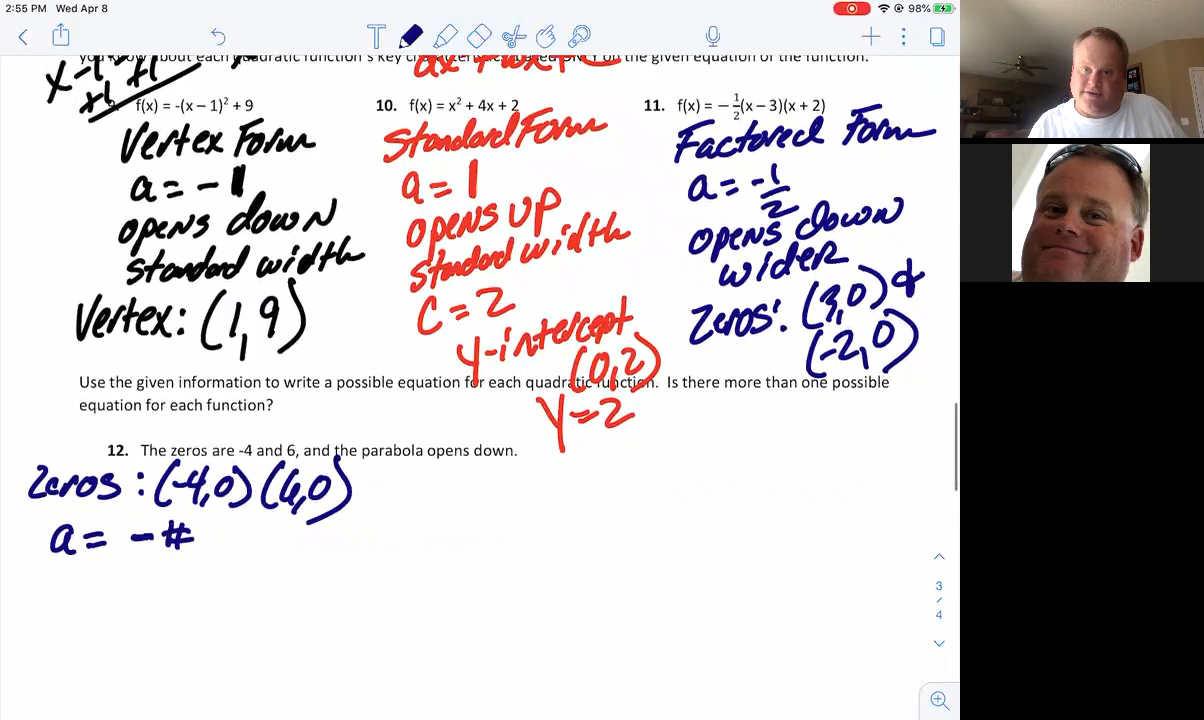 2:55 PM Wed Apr 8
98%
you know about each quadratic function's key characteristics based ONLY on the given equation of the function.
x-1
+1 +1
9. f(x) = -(x – 1)² + 9
Vertex Form
a = -1
opens down
standard width
Vertex: (1,9)
10. f(x) = x² + 4x + 2
Standard Form
a = 1
opens up
standard width
c = 2
y-intercept
(0,2)
y = 2
11. f(x) = -1/2(x – 3)(x + 2)
Factored Form
a = -1/2
opens down
wider
Zeros: (3,0) &
(-2,0)
Use the given information to write a possible equation for each quadratic function. Is there more than one possible
equation for each function?
12. The zeros are -4 and 6, and the parabola opens down.
Zeros: (-4,0) (6,0)
a = -#
3
/
4